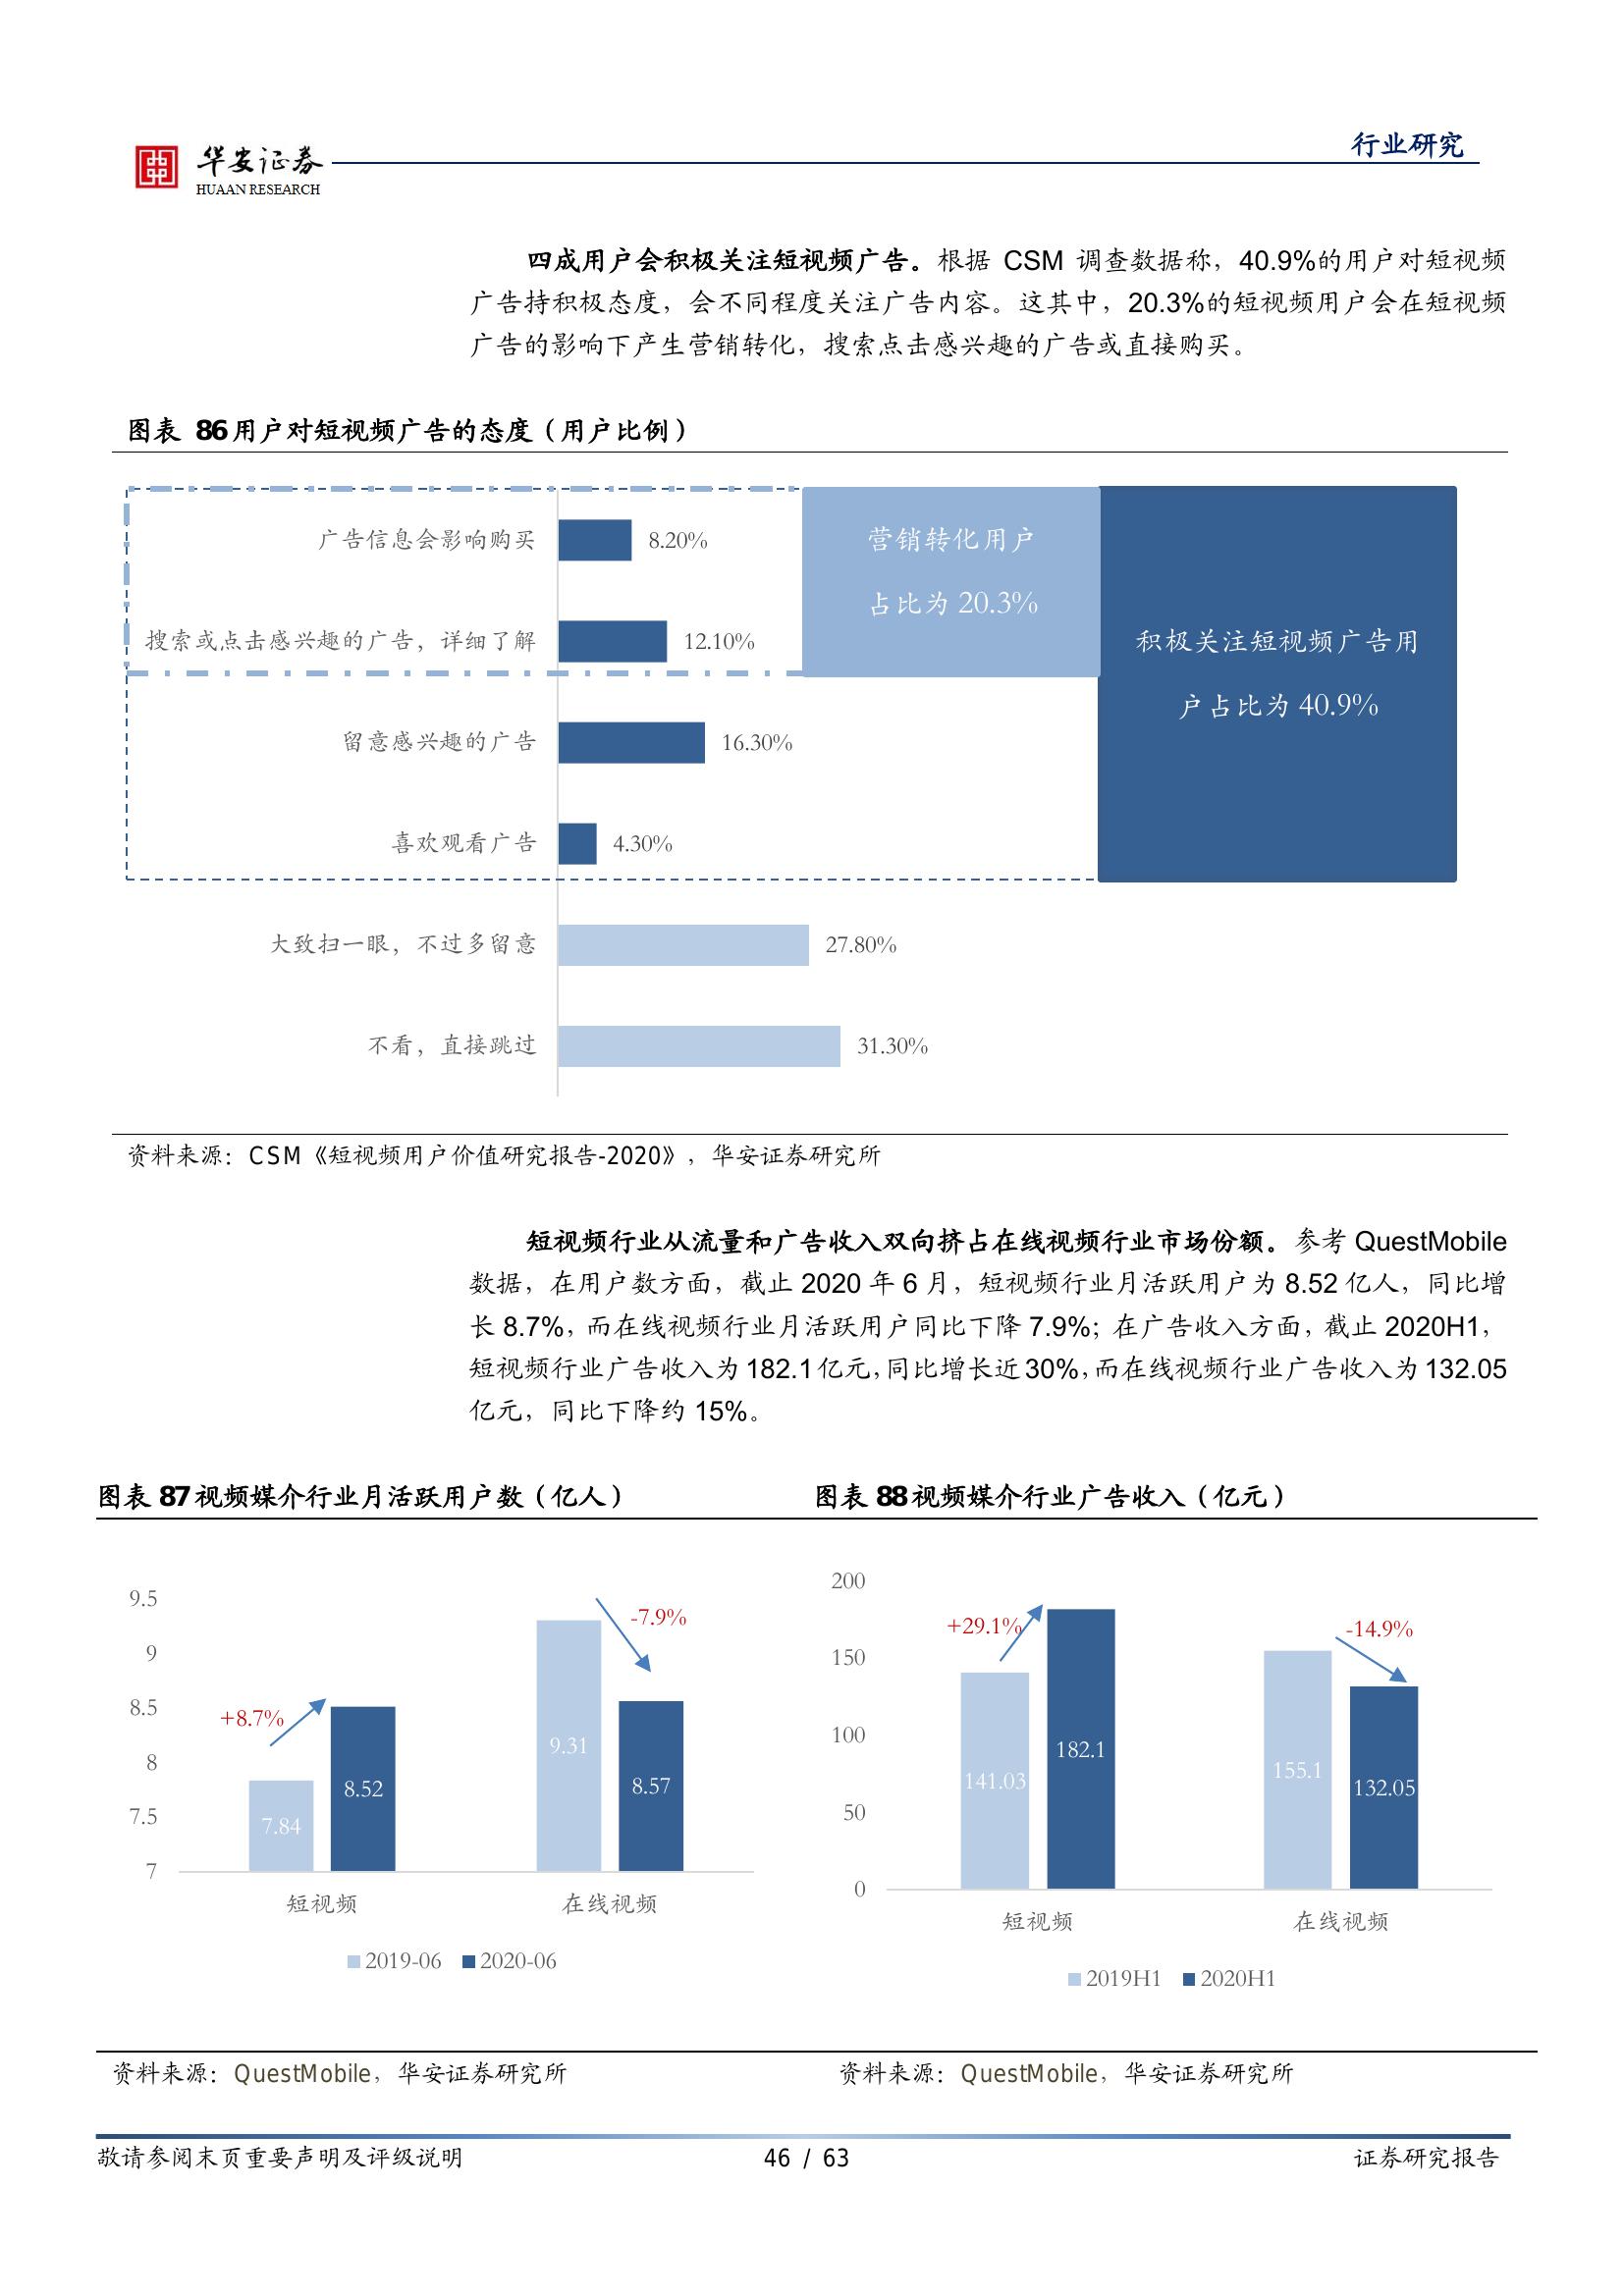 华安证券
HUAAN RESEARCH
行业研究
四成用户会积极关注短视频广告。根据 CSM 调查数据称，40.9%的用户对短视频
广告持积极态度，会不同程度关注广告内容。这其中，20.3%的短视频用户会在短视频
广告的影响下产生营销转化，搜索点击感兴趣的广告或直接购买。
图表 86 用户对短视频广告的态度（用户比例）
广告信息会影响购买
8.20%
搜索或点击感兴趣的广告，详细了解
12.10%
营销转化用户
占比为 20.3%
积极关注短视频广告用
户占比为 40.9%
留意感兴趣的广告
16.30%
喜欢观看广告
4.30%
大致扫一眼，不过多留意
27.80%
不看，直接跳过
31.30%
资料来源：CSM《短视频用户价值研究报告-2020》，华安证券研究所
短视频行业从流量和广告收入双向挤占在线视频行业市场份额。参考 QuestMobile
数据，在用户数方面，截止 2020 年 6 月，短视频行业月活跃用户为 8.52 亿人，同比增
长 8.7%，而在线视频行业月活跃用户同比下降 7.9%；在广告收入方面，截止 2020H1，
短视频行业广告收入为 182.1 亿元，同比增长近 30%，而在线视频行业广告收入为 132.05
亿元，同比下降约 15%。
图表 87 视频媒介行业月活跃用户数（亿人）
9.5
9
8.5
8
7.5
7
+8.7%
7.84
8.52
-7.9%
9.31
8.57
短视频
在线视频
2019-06 2020-06
图表 88 视频媒介行业广告收入（亿元）
200
150
100
50
0
+29.1%
141.03
182.1
-14.9%
155.1
132.05
短视频
在线视频
2019H1 2020H1
资料来源：QuestMobile，华安证券研究所
资料来源：QuestMobile，华安证券研究所
敬请参阅末页重要声明及评级说明
46 / 63
证券研究报告